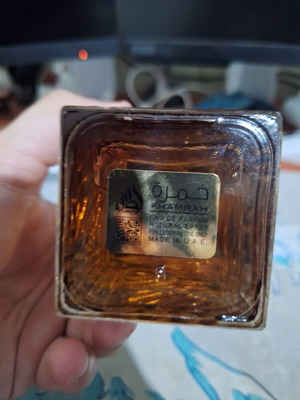 خمرة
KHAMRAH
EAU DE PARFUM
NATURAL SPRAY
MADE IN U.A.E.